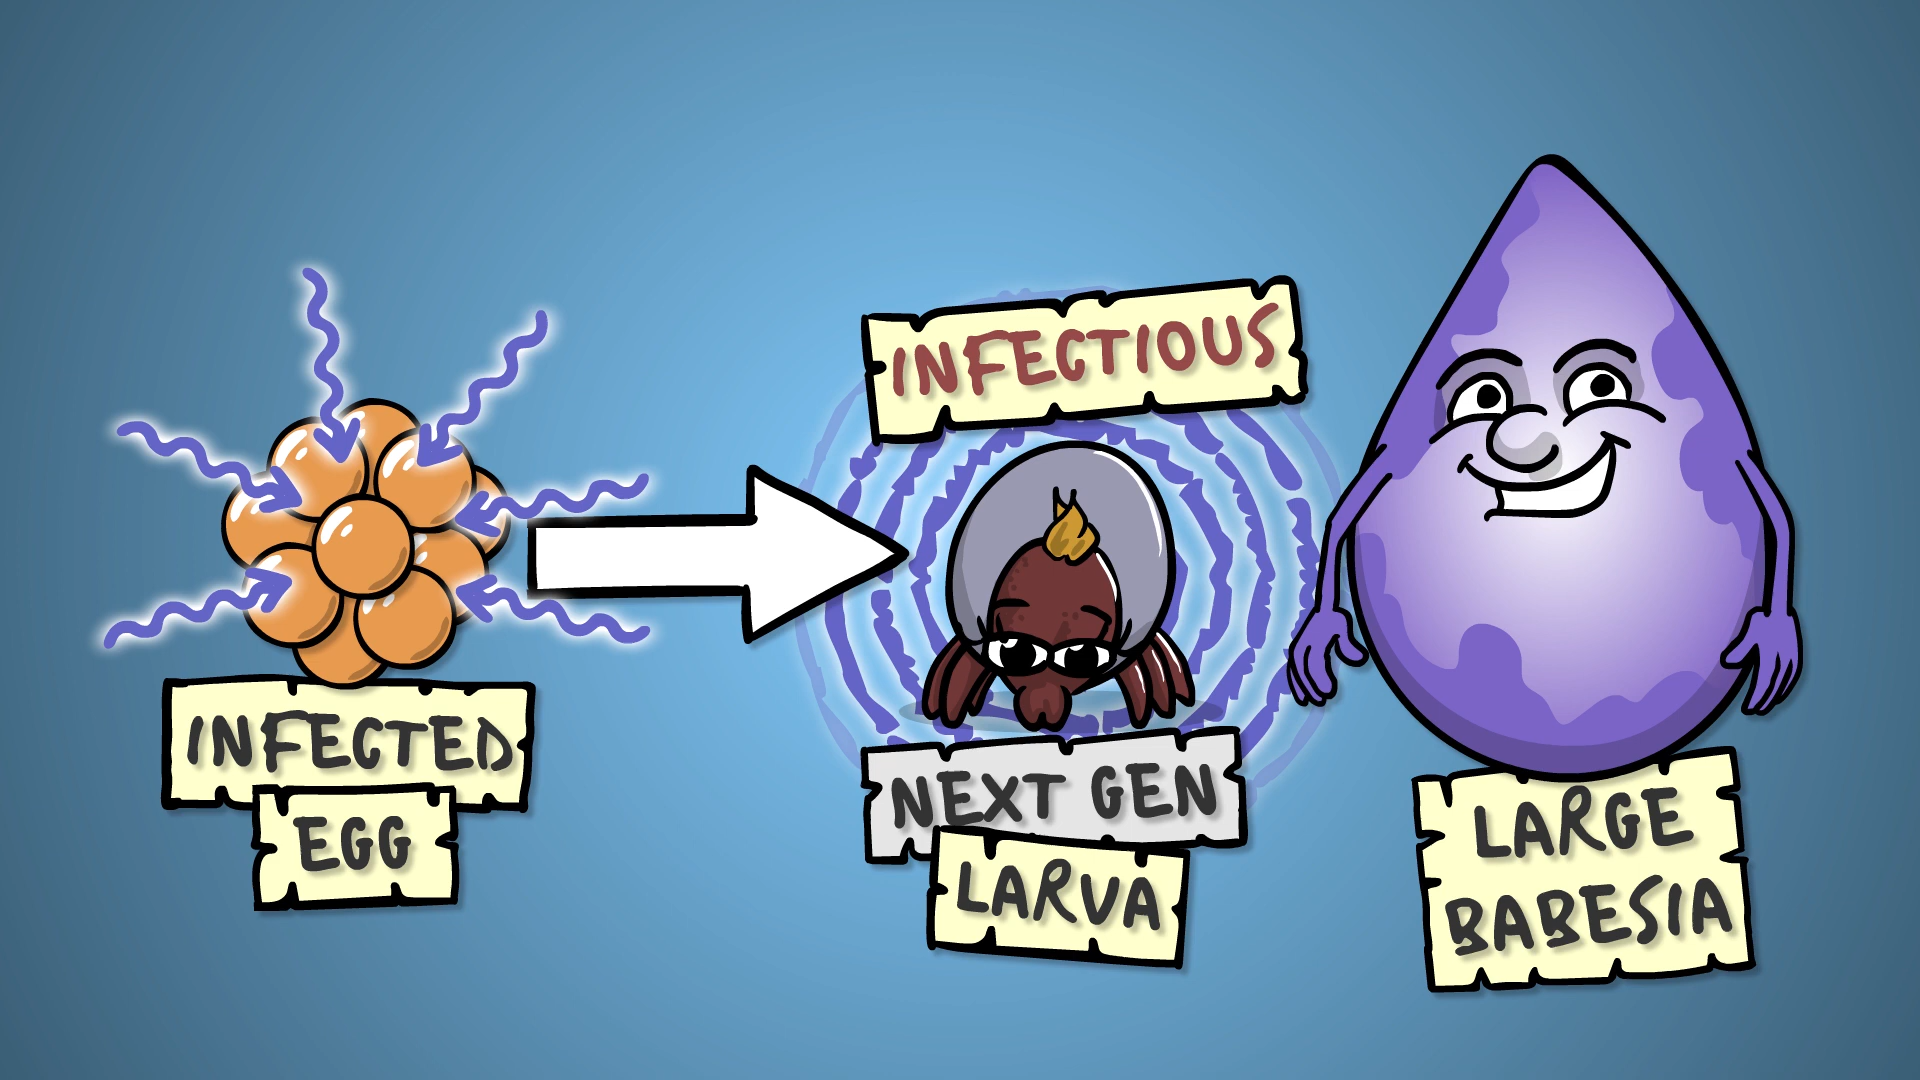 INFECTED
EGG
INFECTIOUS
NEXT GEN
LARVA
LARGE
BABESIA